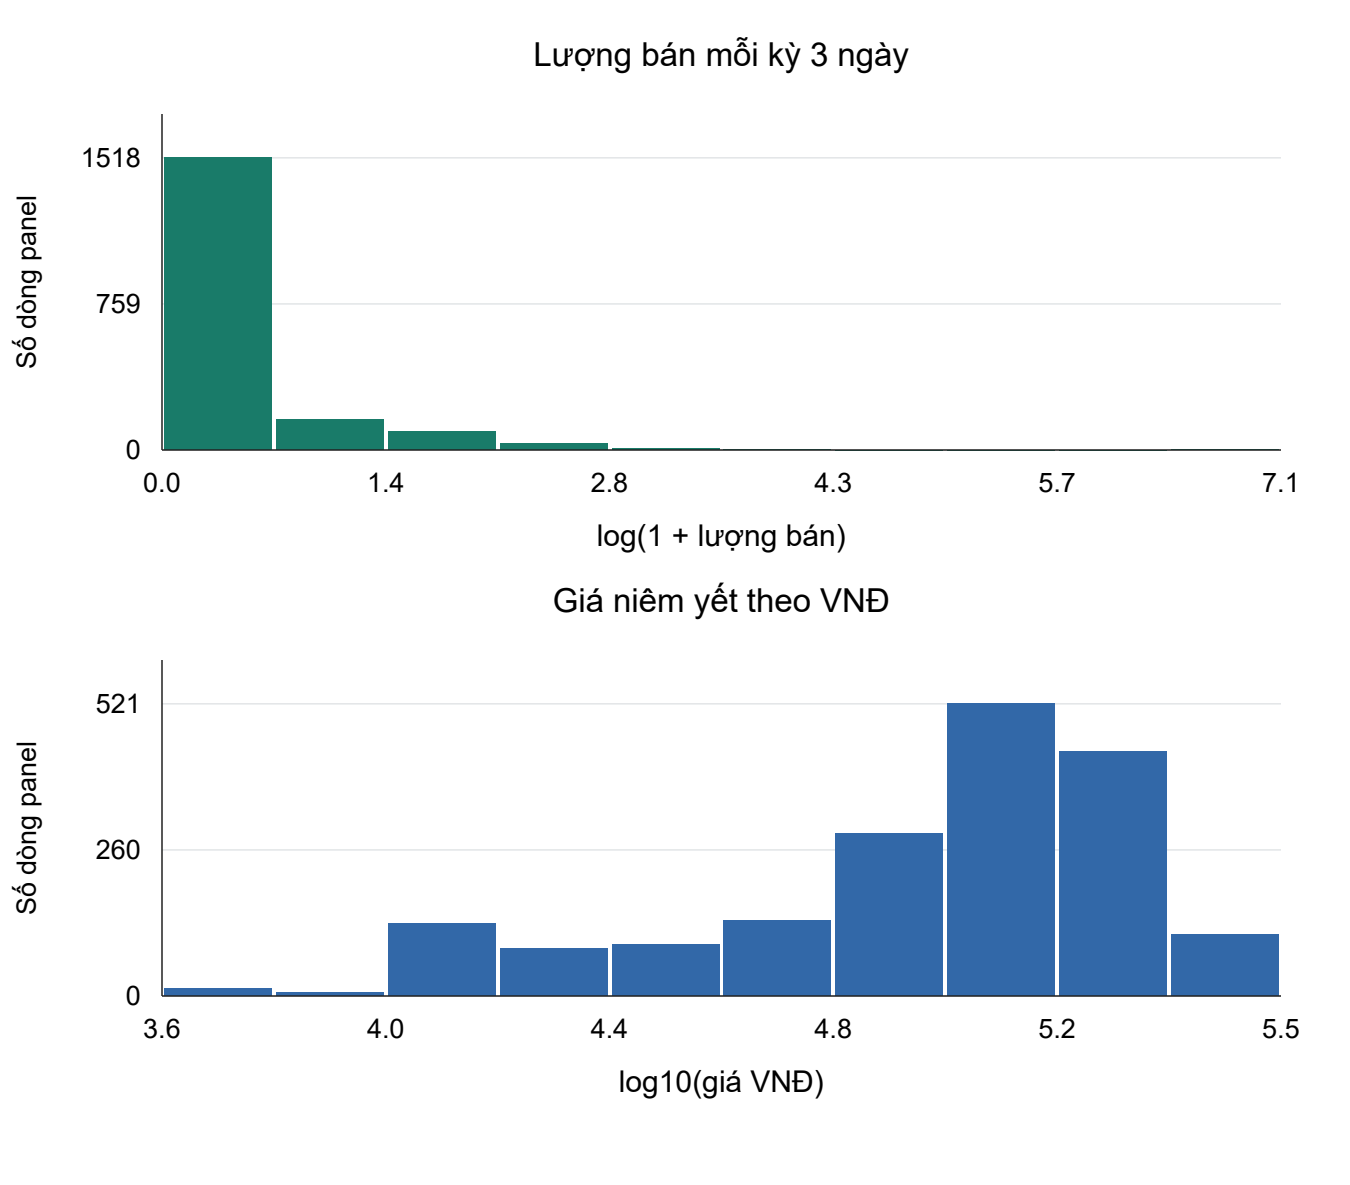 Lượng bán mỗi kỳ 3 ngày
Số dòng panel
1518
759
0
0.0 1.4 2.8 4.3 5.7 7.1
log(1 + lượng bán)
Giá niêm yết theo VNĐ
Số dòng panel
521
260
0
3.6 4.0 4.4 4.8 5.2 5.5
log10(giá VNĐ)